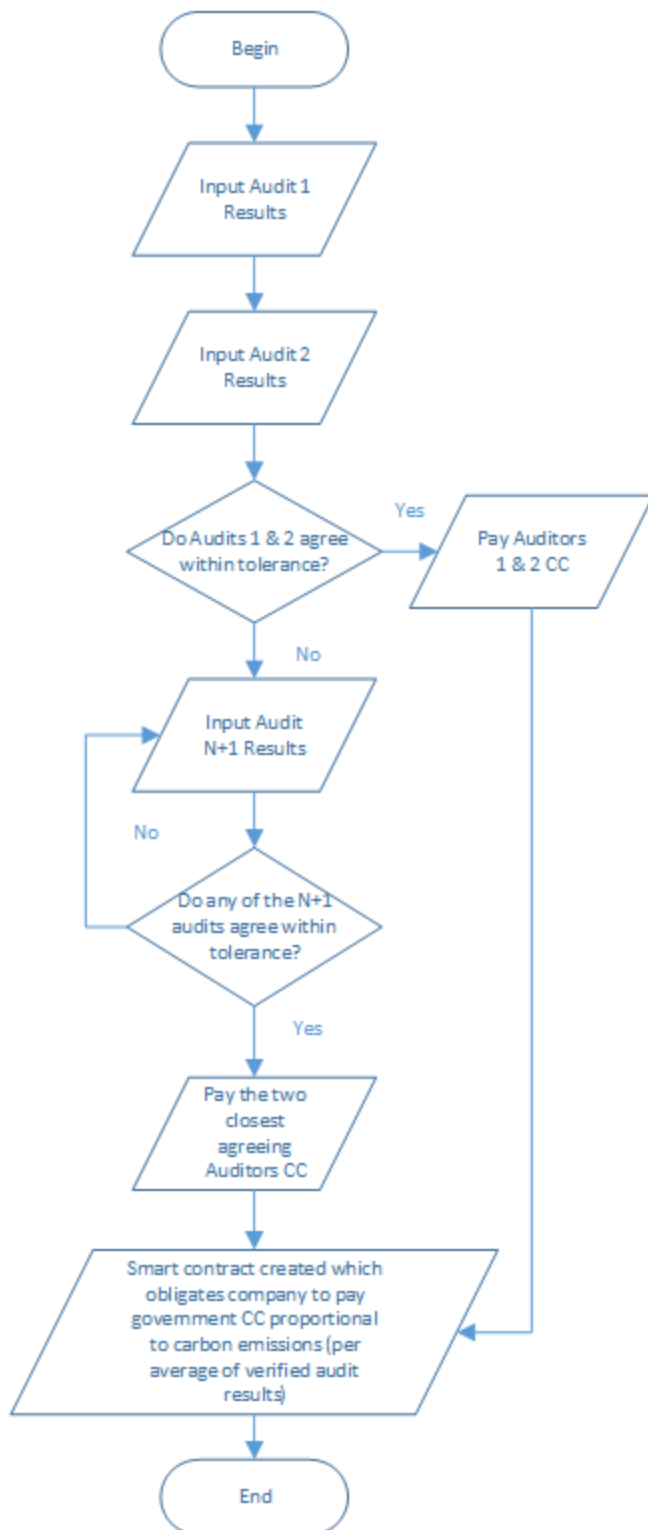 Begin
Input Audit 1
Results
Input Audit 2
Results
Do Audits 1 & 2 agree
within tolerance?
Yes
Pay Auditors
1 & 2 CC
No
Input Audit
N+1 Results
No
Do any of the N+1
audits agree within
tolerance?
Yes
Pay the two
closest
agreeing
Auditors CC
Smart contract created which
obligates company to pay
government CC proportional
to carbon emissions (per
average of verified audit
results)
End